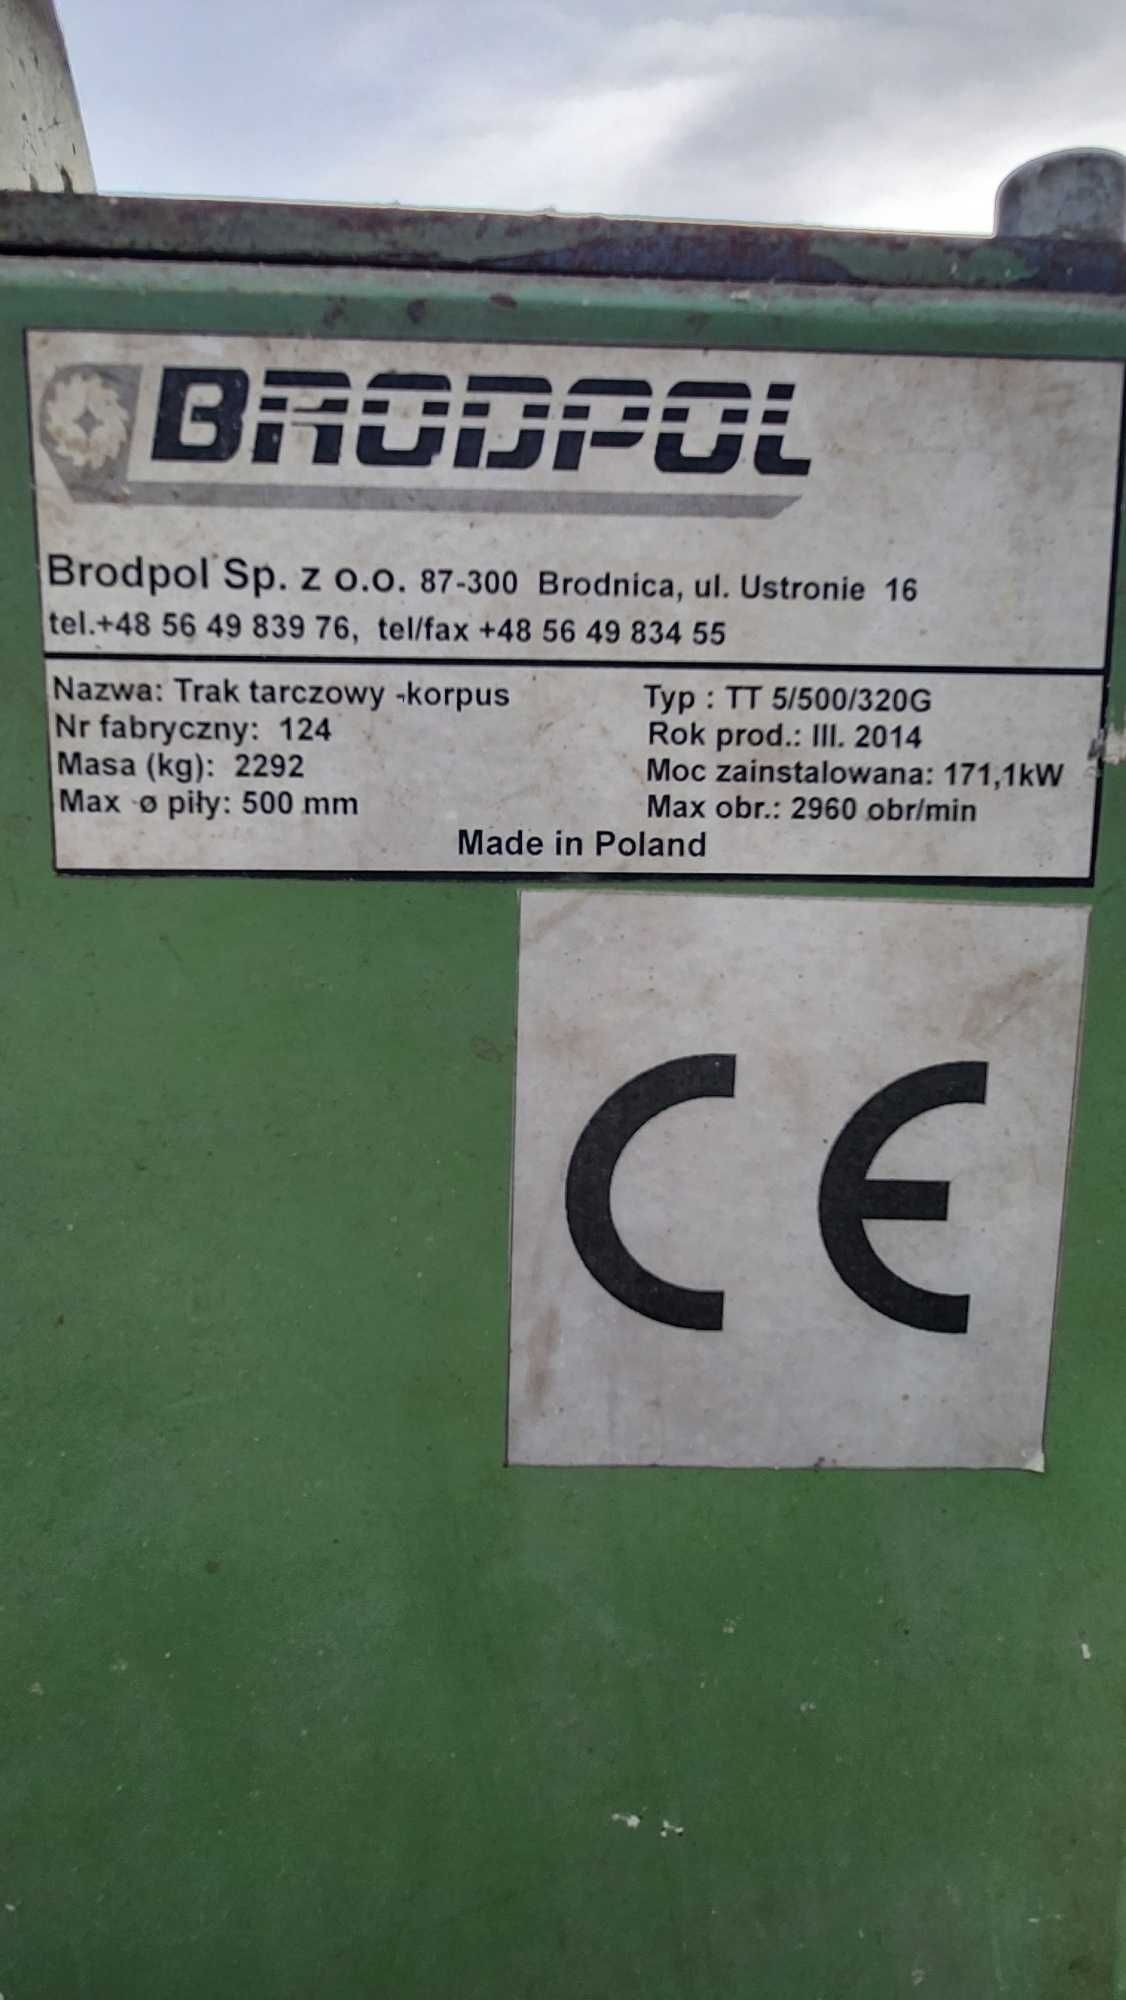 BRODPOL
Brodpol Sp. z o.o. 87-300 Brodnica, ul. Ustronie 16
tel.+48 56 49 839 76, tel/fax +48 56 49 834 55
Nazwa: Trak tarczowy -korpus Typ : TT 5/500/320G
Nr fabryczny: 124 Rok prod.: III. 2014
Masa (kg): 2292 Moc zainstalowana: 171,1kW
Max ø piły: 500 mm Max obr.: 2960 obr/min
Made in Poland
CE